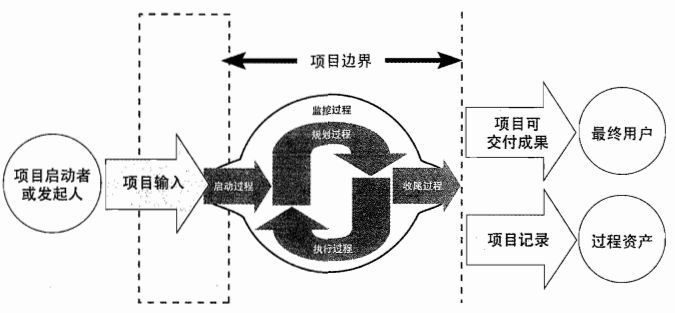 项目边界
监控过程
规划过程
项目启动者
或发起人
项目输入
启动过程
收尾过程
执行过程
项目可
交付成果
最终用户
项目记录
过程资产